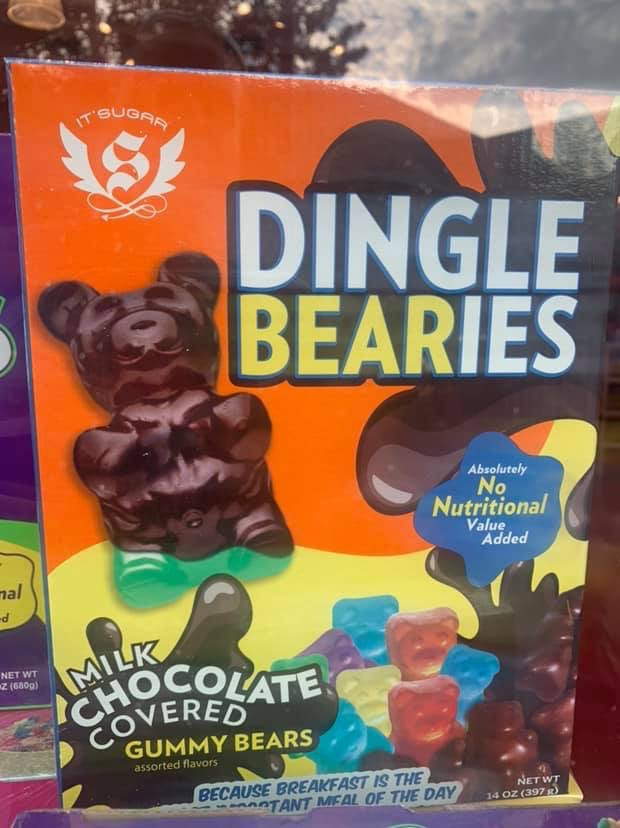 IT'SUGAR
S
DINGLE
BEARIES
Absolutely
No
Nutritional
Value
Added
MILK
CHOCOLATE
COVERED
GUMMY BEARS
assorted flavors
BECAUSE BREAKFAST IS THE
MEAL OF THE DAY
NET WT
14 OZ (397 g)
nal
d
NET WT
Z (680g)